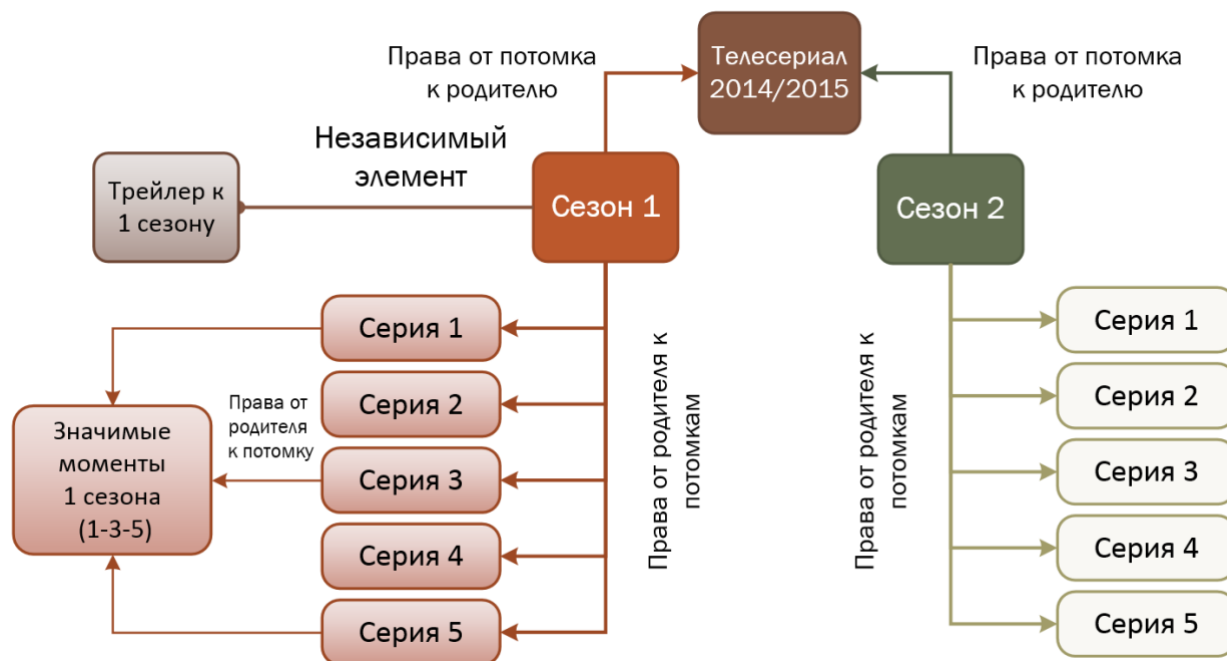 Права от потомка
к родителю
Телесериал
2014/2015
Права от потомка
к родителю
Независимый
элемент
Трейлер к
1 сезону
Сезон 1
Сезон 2
Серия 1
Серия 2
Серия 3
Серия 4
Серия 5
Права от
родителя
к потомку
Значимые
моменты
1 сезона
(1-3-5)
Права от родителя к
потомкам
Права от родителя к
потомкам
Серия 1
Серия 2
Серия 3
Серия 4
Серия 5